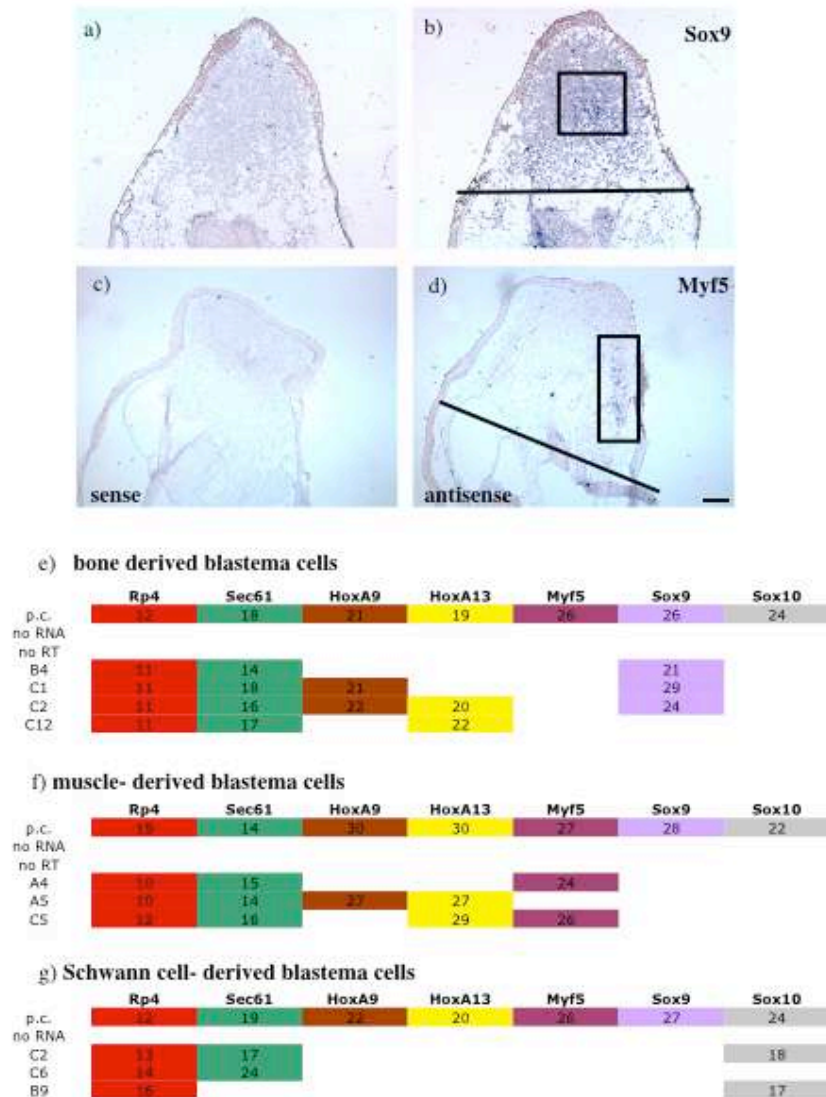 a)
b)
Sox9
c)
d)
Myf5
sense
antisense
e) bone derived blastema cells
Rp4 Sec61 HoxA9 HoxA13 Myf5 Sox9 Sox10
p.c. 12 18 21 19 26 26 24
no RNA
no RT
B4 11 14 21
C1 11 18 21 29
C2 11 16 22 20 24
C12 11 17 22
f) muscle- derived blastema cells
Rp4 Sec61 HoxA9 HoxA13 Myf5 Sox9 Sox10
p.c. 14 30 30 27 28 22
no RNA
no RT
A4 10 15 24
A5 10 14 27 27
C5 12 16 29 26
g) Schwann cell- derived blastema cells
Rp4 Sec61 HoxA9 HoxA13 Myf5 Sox9 Sox10
p.c. 12 19 22 20 26 27 24
no RNA
C2 13 17 18
C6 14 24
B9 16 17